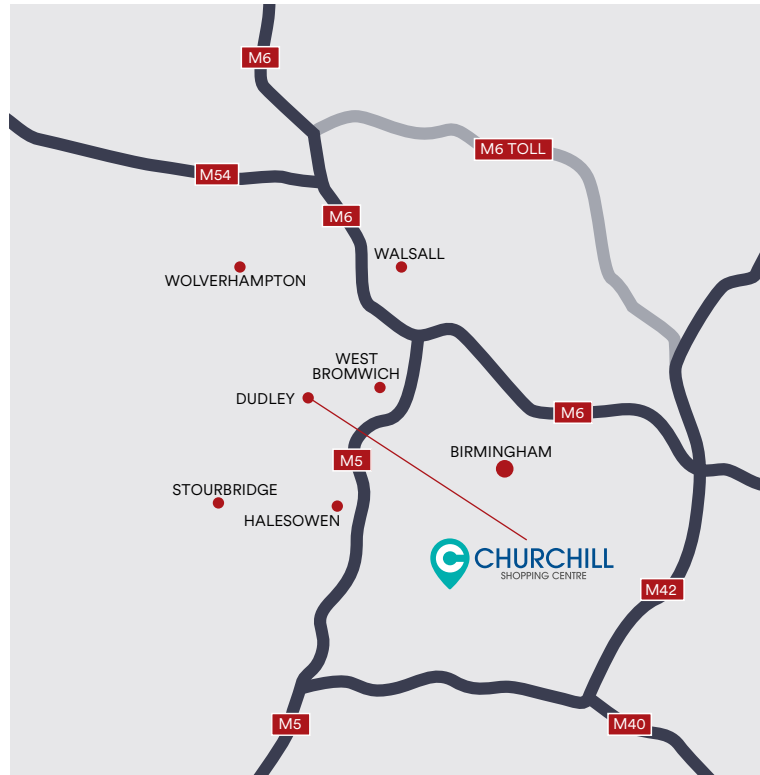 M6
M6 TOLL
M54
M6
WALSALL
WOLVERHAMPTON
WEST
BROMWICH
DUDLEY
M6
BIRMINGHAM
M5
STOURBRIDGE
HALESOWEN
CHURCHILL
SHOPPING CENTRE
M42
M5
M40